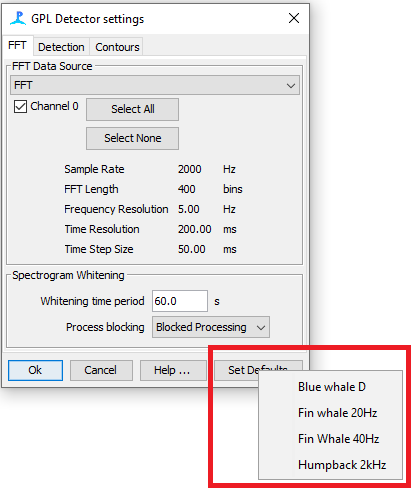 GPL Detector settings
FFT Detection Contours
FFT Data Source
FFT
Channel 0 Select All
Select None
Sample Rate 2000 Hz
FFT Length 400 bins
Frequency Resolution 5.00 Hz
Time Resolution 200.00 ms
Time Step Size 50.00 ms
Spectrogram Whitening
Whitening time period 60.0 s
Process blocking Blocked Processing
Ok Cancel Help ... Set Defaults
Blue whale D
Fin whale 20Hz
Fin Whale 40Hz
Humpback 2kHz